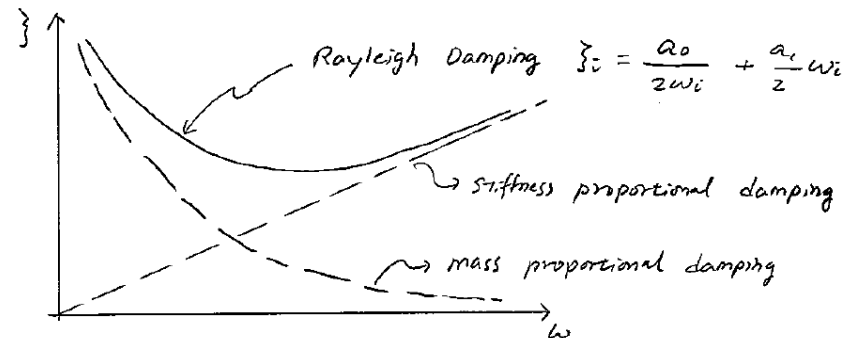 ξ
Rayleigh Damping ξi = a0/2ωi + a1/2 ωi
stiffness proportional damping
mass proportional damping
ω